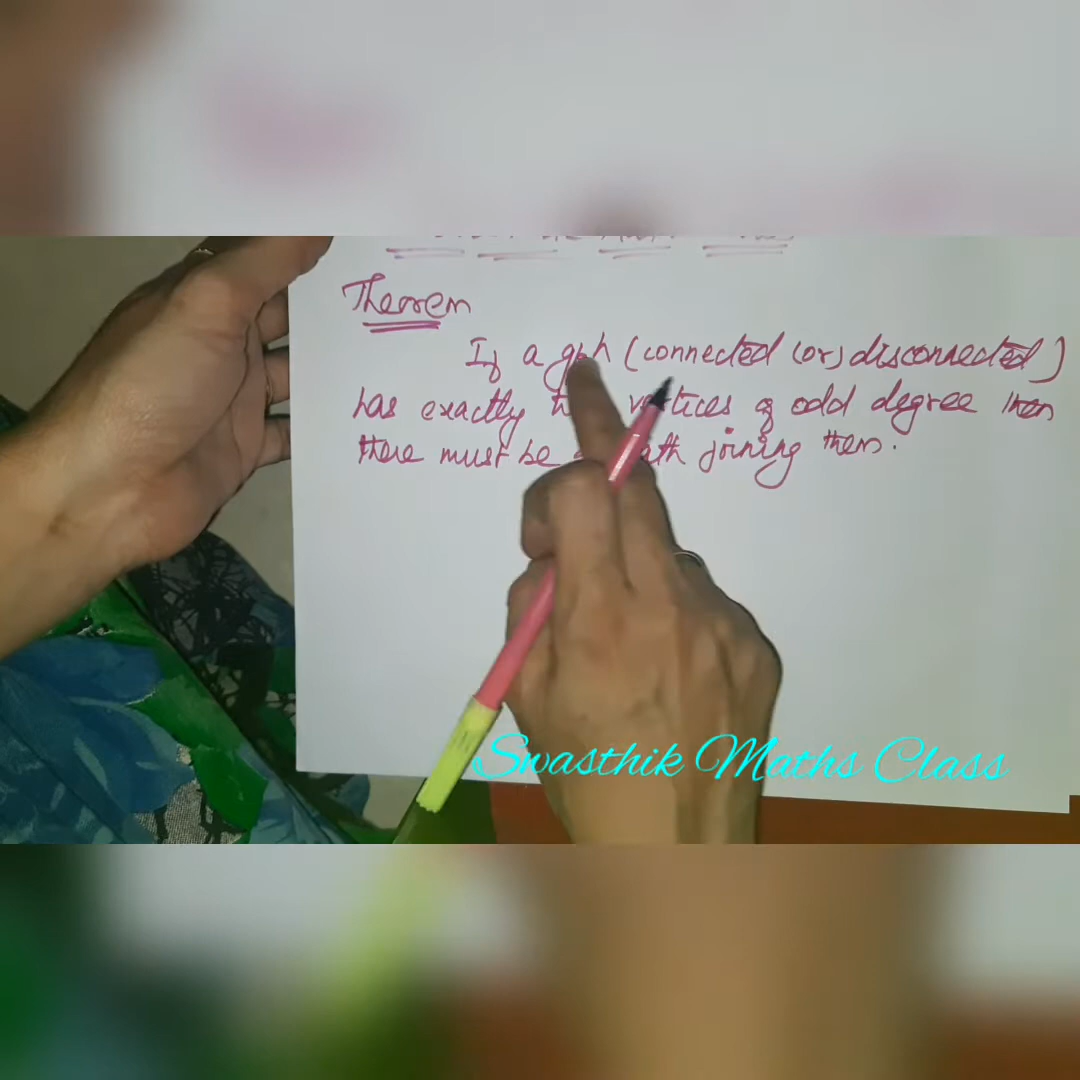 Theorem
If a gph (connected (or) disconnected)
has exactly vertices of odd degree then
there must be joining them.
Swasthik Maths Class